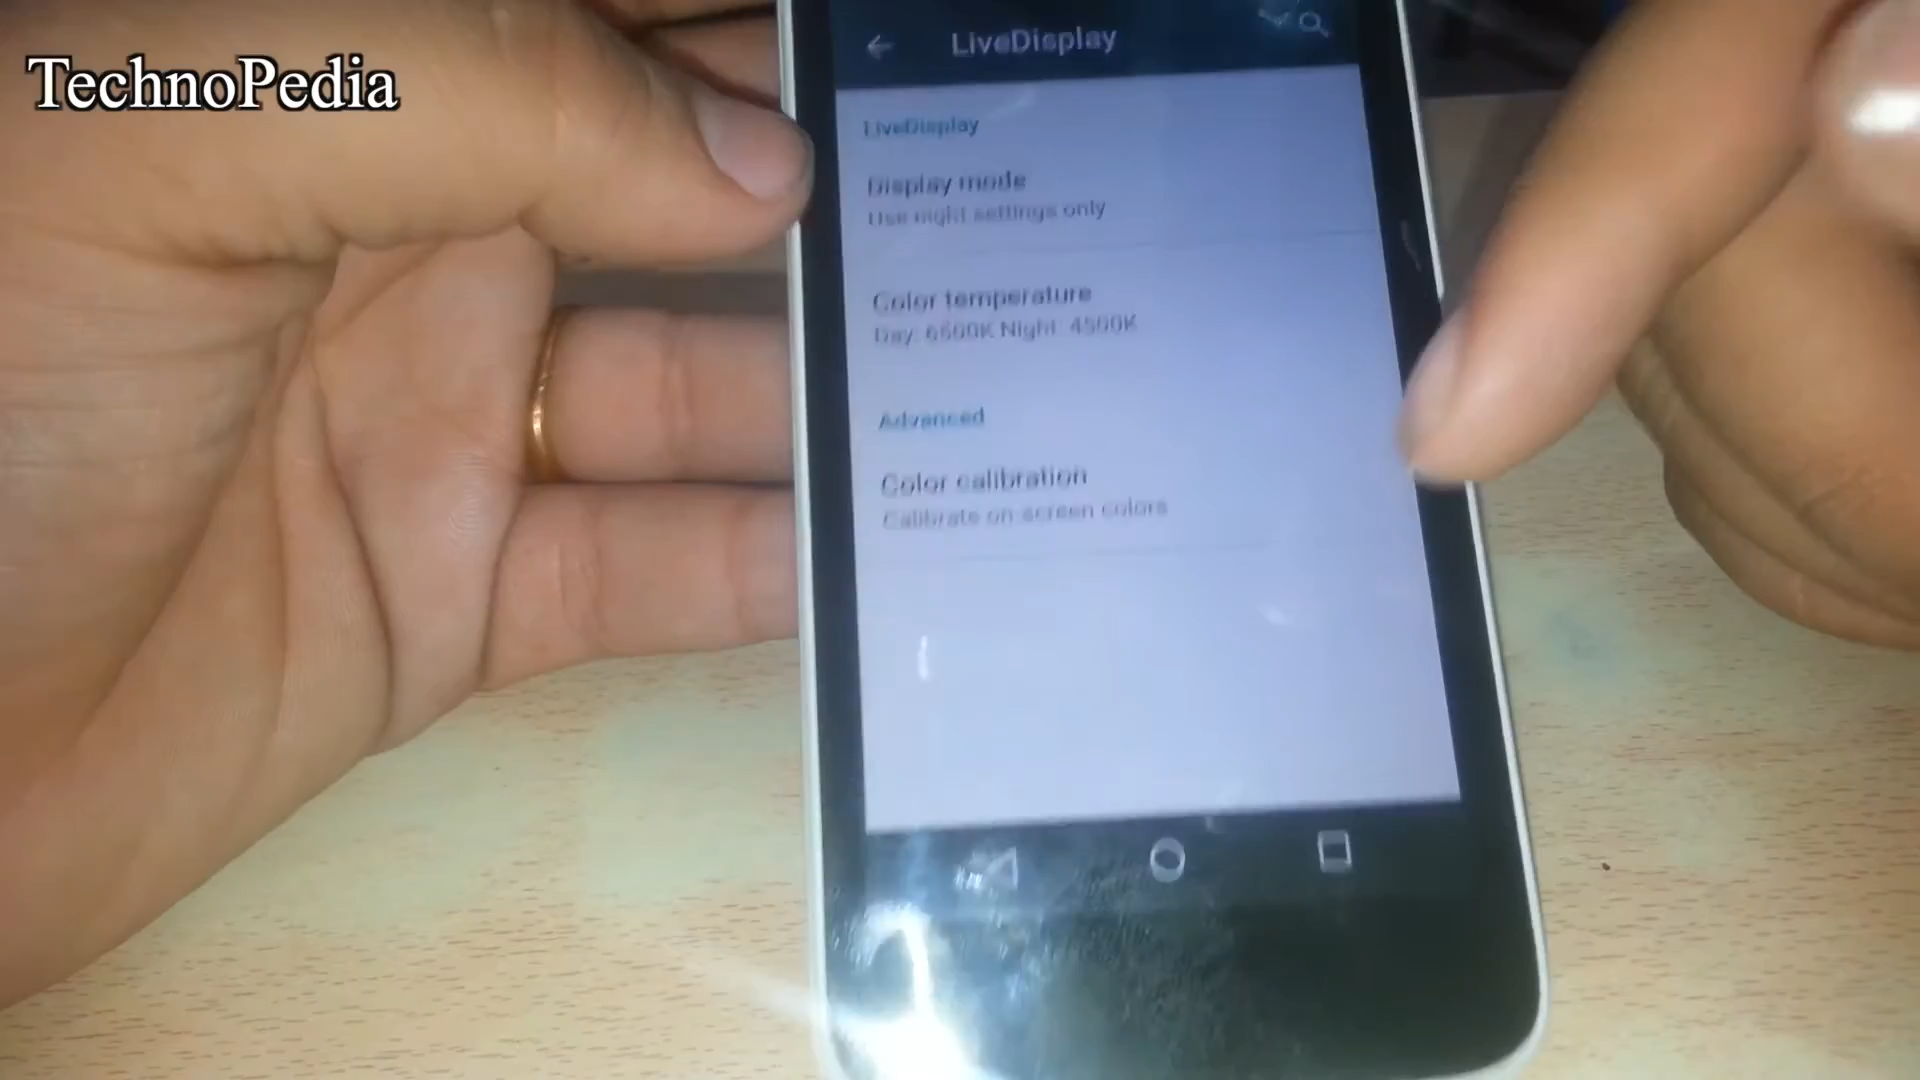 TechnoPedia
LiveDisplay
LiveDisplay
Display mode
Use night settings only
Color temperature
Day: 6500K Night: 4500K
Advanced
Color calibration
Calibrate on-screen colors